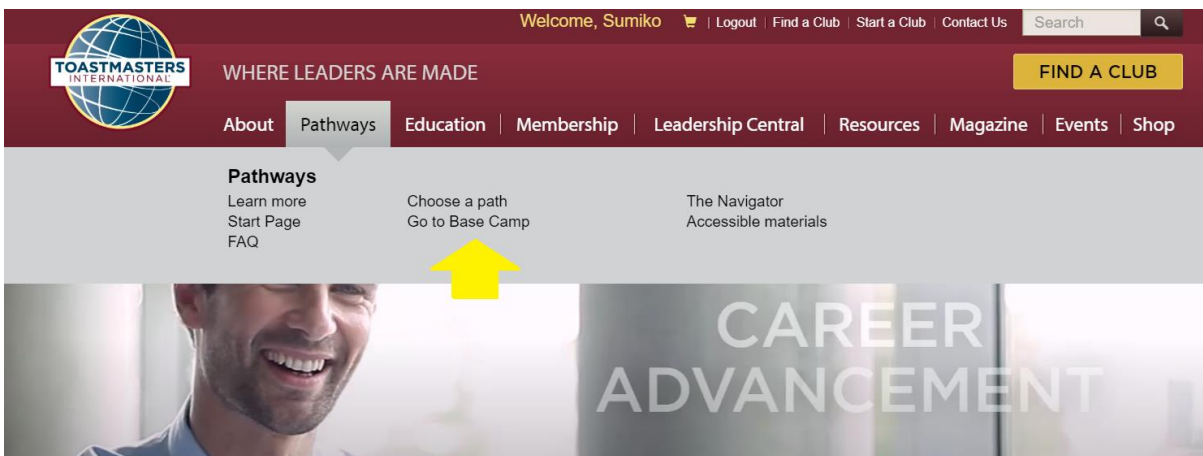 Welcome, Sumiko | Logout | Find a Club | Start a Club | Contact Us Search
TOASTMASTERS
INTERNATIONAL
WHERE LEADERS ARE MADE
FIND A CLUB
About Pathways Education | Membership | Leadership Central | Resources | Magazine | Events | Shop
Pathways
Learn more Choose a path The Navigator
Start Page Go to Base Camp Accessible materials
FAQ
CAREER
ADVANCEMENT